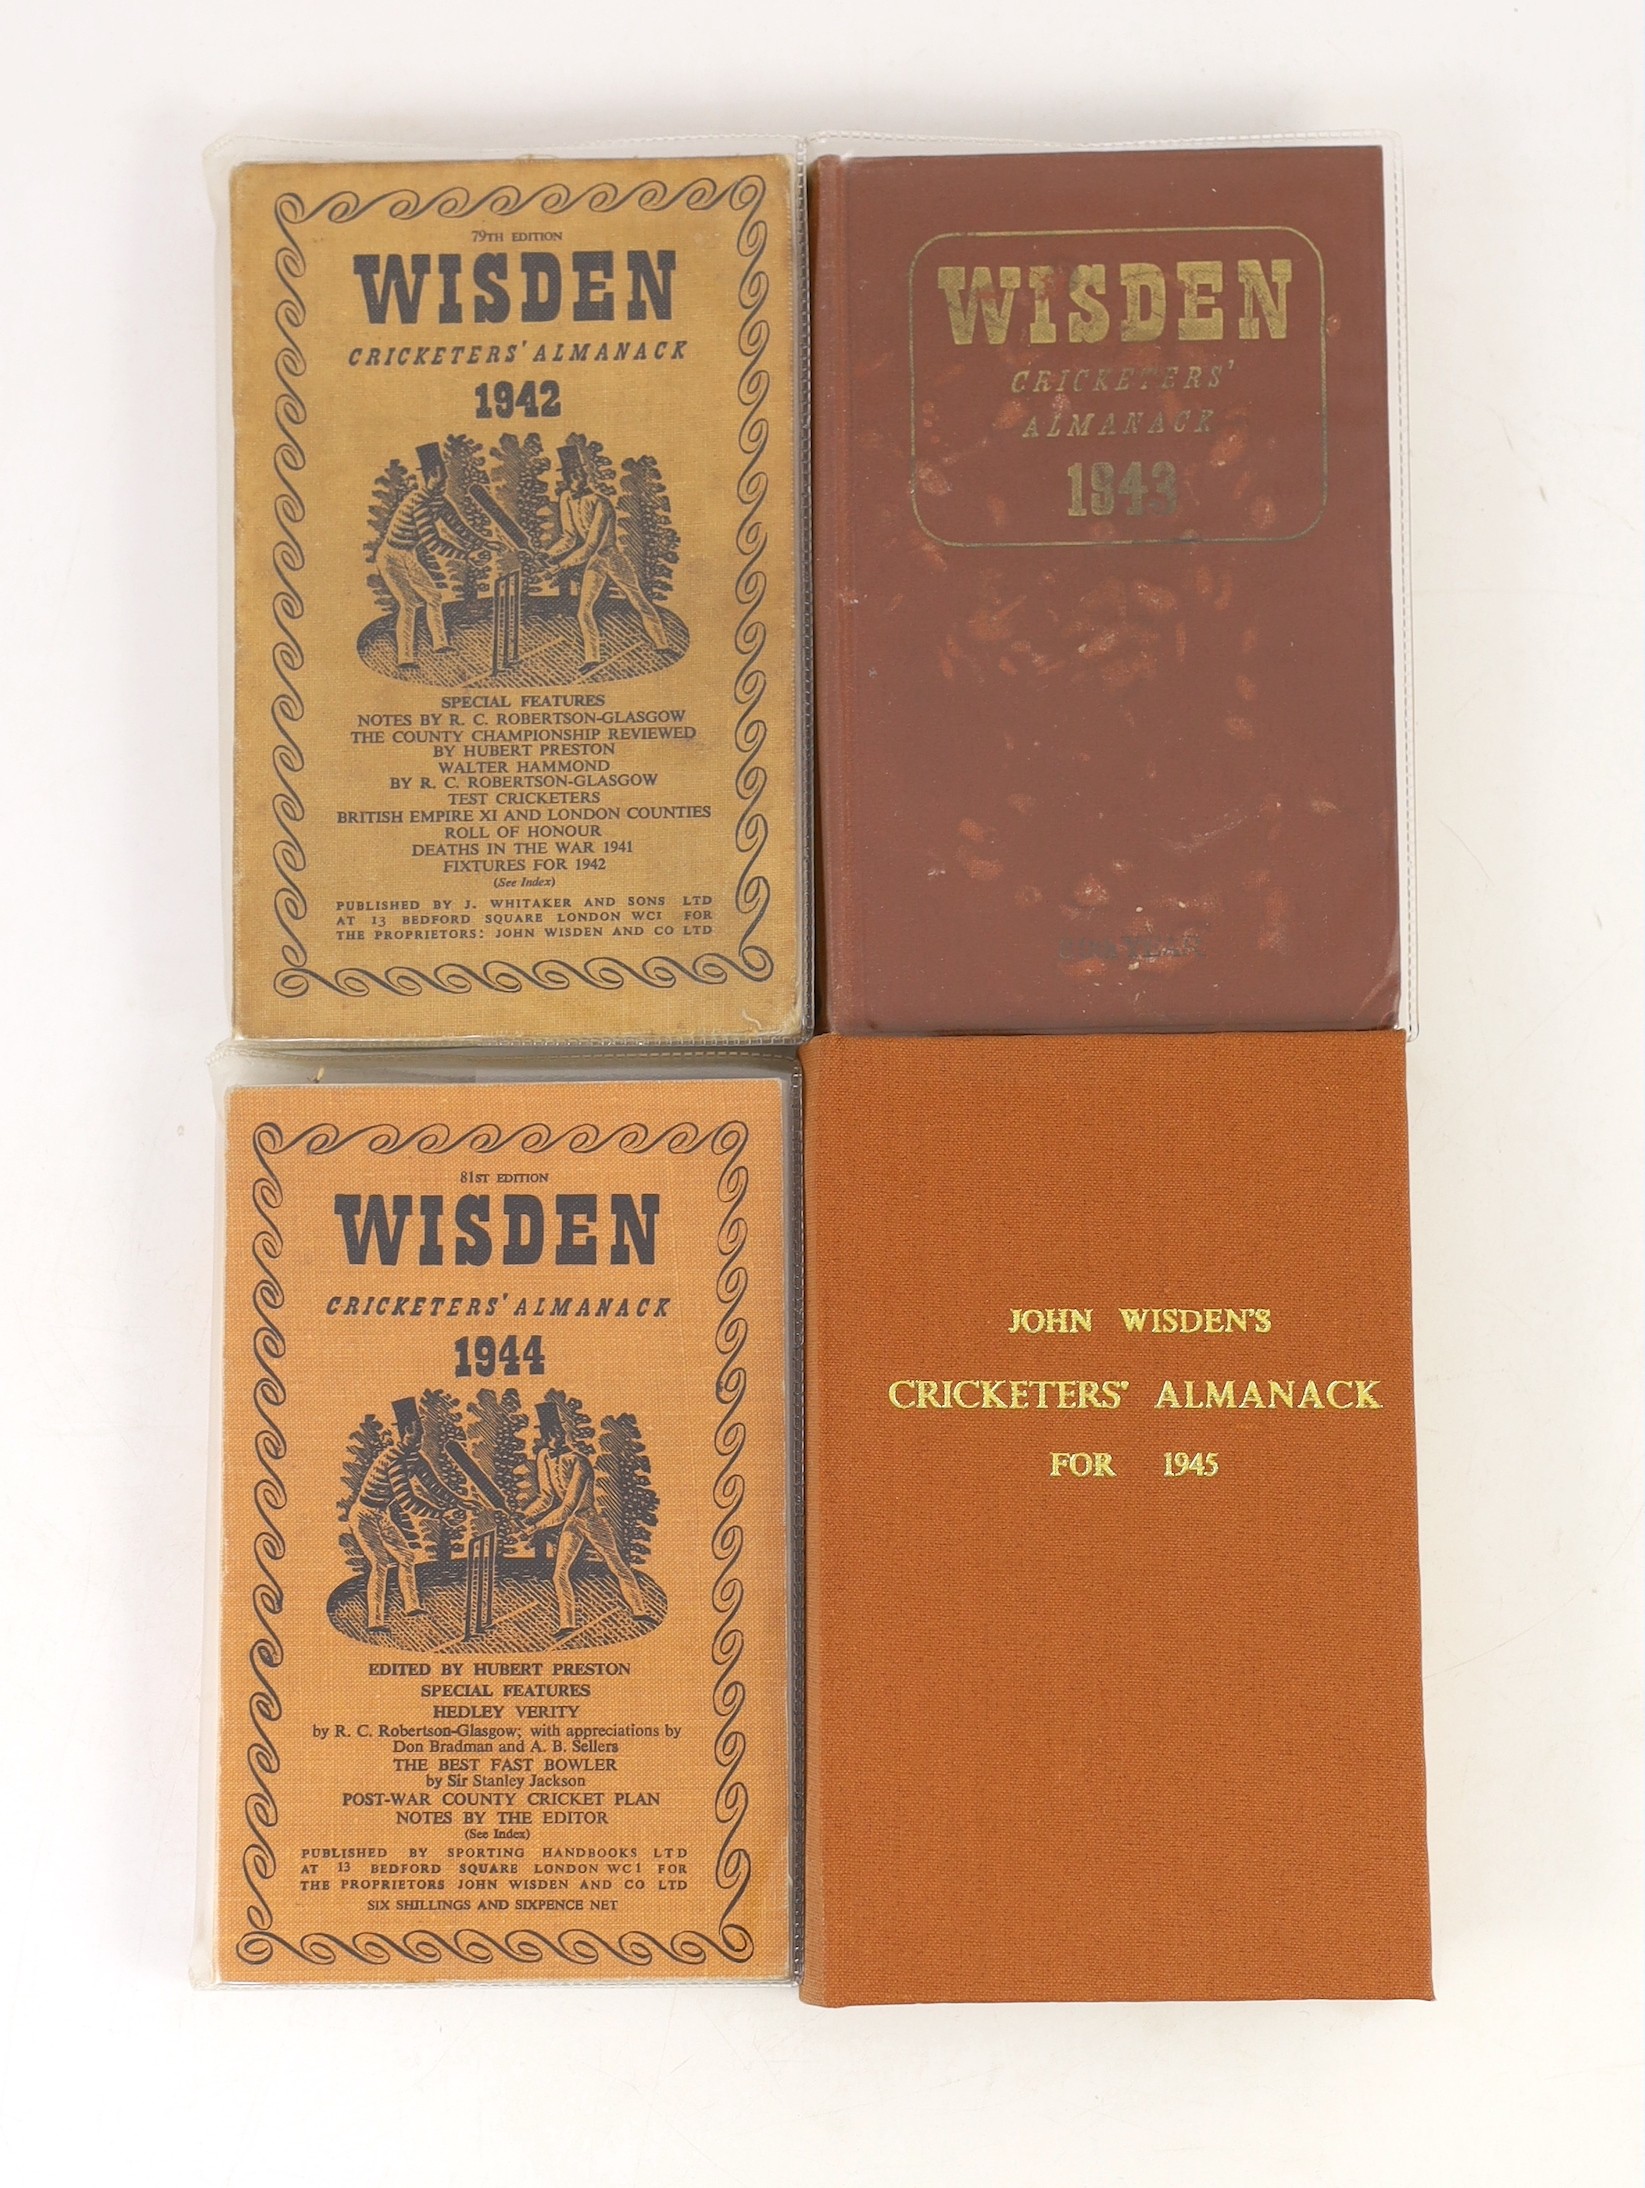 79TH EDITION
WISDEN
CRICKETERS' ALMANACK
1942
SPECIAL FEATURES
NOTES BY R. C. ROBERTSON-GLASGOW
THE COUNTY CHAMPIONSHIP REVIEWED
BY HUBERT PRESTON
WALTER HAMMOND
BY R. C. ROBERTSON-GLASGOW
TEST CRICKETERS
BRITISH EMPIRE XI AND LONDON COUNTIES
ROLL OF HONOUR
DEATHS IN THE WAR 1941
FIXTURES FOR 1942
(See Index)
PUBLISHED BY J. WHITAKER AND SONS LTD
AT 13 BEDFORD SQUARE LONDON WC1 FOR
THE PROPRIETORS: JOHN WISDEN AND CO LTD
WISDEN
CRICKETERS'
ALMANACK
1943
YEAR
81ST EDITION
WISDEN
CRICKETERS' ALMANACK
1944
EDITED BY HUBERT PRESTON
SPECIAL FEATURES
HEDLEY VERITY
by R. C. Robertson-Glasgow; with appreciations by
Don Bradman and A. B. Sellers
THE BEST FAST BOWLER
by Sir Stanley Jackson
POST-WAR COUNTY CRICKET PLAN
NOTES BY THE EDITOR
(See Index)
PUBLISHED BY SPORTING HANDBOOKS LTD
AT 13 BEDFORD SQUARE LONDON WC1 FOR
THE PROPRIETORS JOHN WISDEN AND CO LTD
SIX SHILLINGS AND SIXPENCE NET
JOHN WISDEN'S
CRICKETERS' ALMANACK
FOR 1945